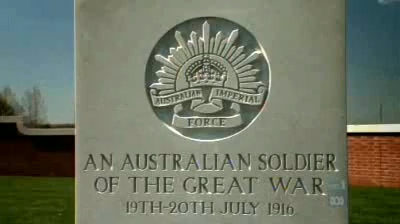 AUSTRALIAN IMPERIAL
FORCE
AN AUSTRALIAN SOLDIER
OF THE GREAT WAR
19TH-20TH JULY 1916